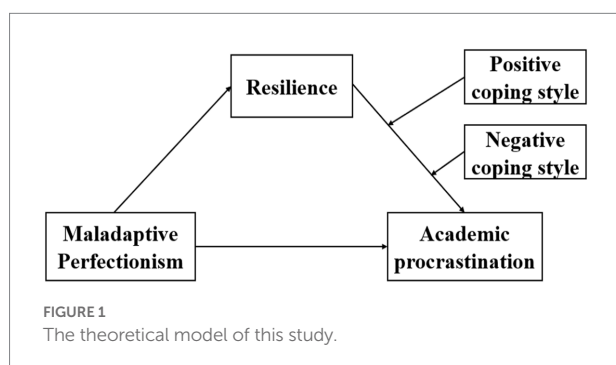 Resilience
Positive
coping style
Negative
coping style
Maladaptive
Perfectionism
Academic
procrastination
FIGURE 1
The theoretical model of this study.